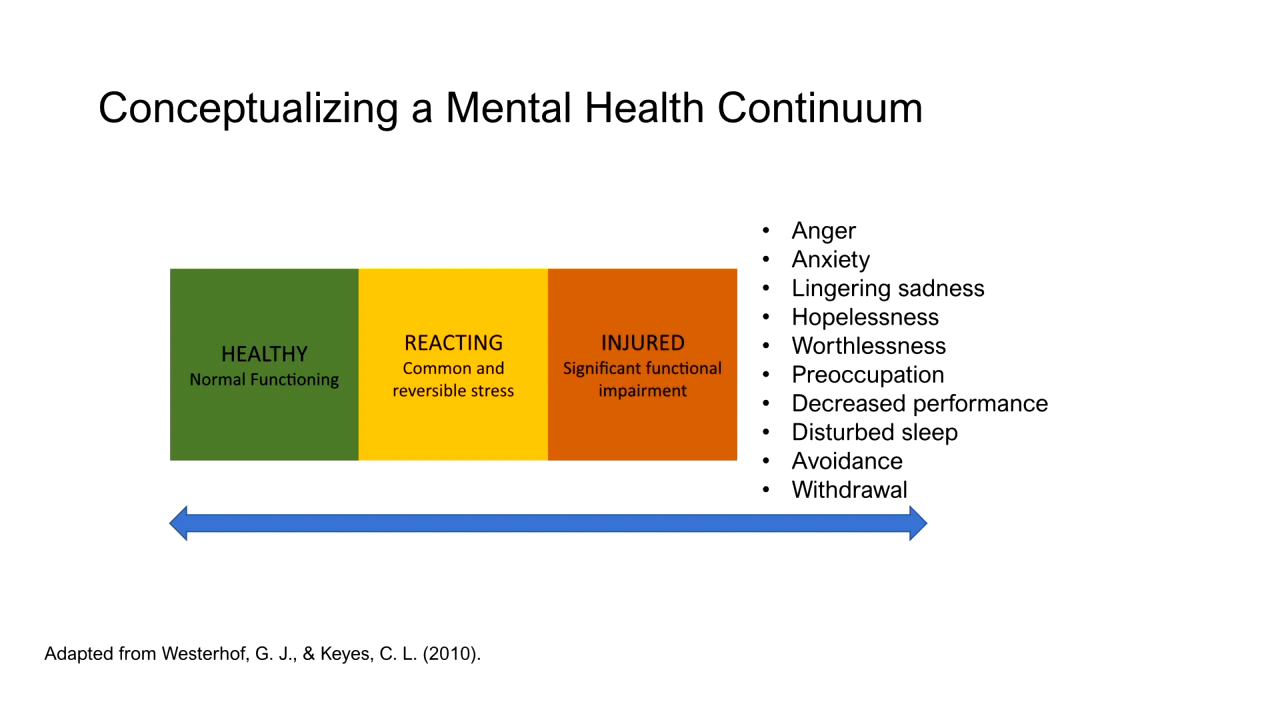 Conceptualizing a Mental Health Continuum
HEALTHY
Normal Functioning
REACTING
Common and
reversible stress
INJURED
Significant functional
impairment
• Anger
• Anxiety
• Lingering sadness
• Hopelessness
• Worthlessness
• Preoccupation
• Decreased performance
• Disturbed sleep
• Avoidance
• Withdrawal
Adapted from Westerhof, G. J., & Keyes, C. L. (2010).